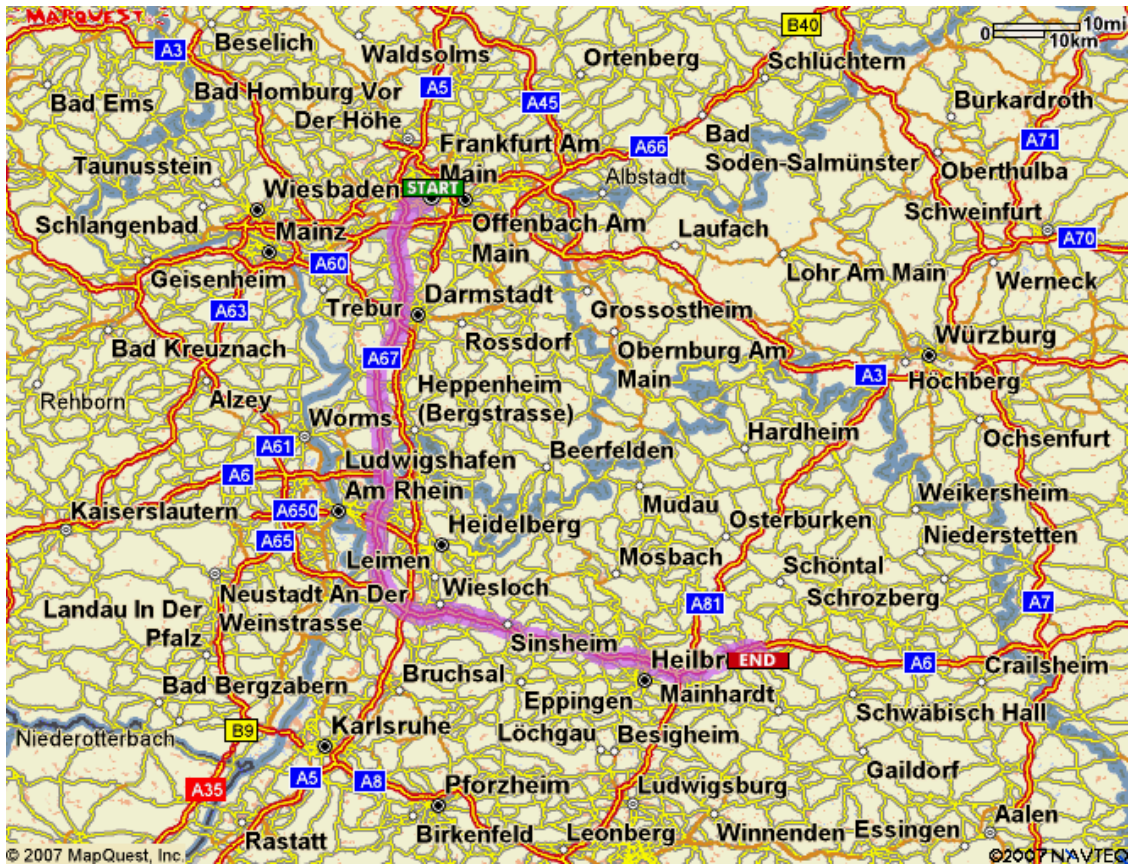 MAPQUEST
B40
10mi
0
10km
A3
Beselich
Waldsolms
Ortenberg
Schlüchtern
Bad Ems
Bad Homburg Vor
Der Höhe
A5
A45
Burkardroth
A71
Frankfurt Am
Main
A66
Bad
Soden-Salmünster
Oberthulba
Taunusstein
Wiesbaden
START
Albstadt
Schlangenbad
Mainz
Offenbach Am
Main
Laufach
Schweinfurt
A70
Geisenheim
A60
Lohr Am Main
Werneck
A63
Trebur
Darmstadt
Grossostheim
Bad Kreuznach
Rossdorf
Würzburg
A67
Obernburg Am
Main
A3
Höchberg
Rehborn
Alzey
Heppenheim
(Bergstrasse)
Worms
Hardheim
Ochsenfurt
A61
Beerfelden
A6
Ludwigshafen
Am Rhein
Weikersheim
Kaiserslautern
A650
Mudau
Osterburken
A65
Heidelberg
Niederstetten
Leimen
Mosbach
Schöntal
Wiesloch
Neustadt An Der
Weinstrasse
Schrozberg
A81
A7
Landau In Der
Pfalz
Sinsheim
Heilbr
END
A6
Crailsheim
Bad Bergzabern
Bruchsal
Eppingen
Mainhardt
Schwäbisch Hall
Niederotterbach
B9
Karlsruhe
Löchgau
Besigheim
Gaildorf
A35
A5
A8
Pforzheim
Ludwigsburg
Aalen
Rastatt
Birkenfeld
Leonberg
Winnenden
Essingen
© 2007 MapQuest, Inc.
©2007 NAVTEQ